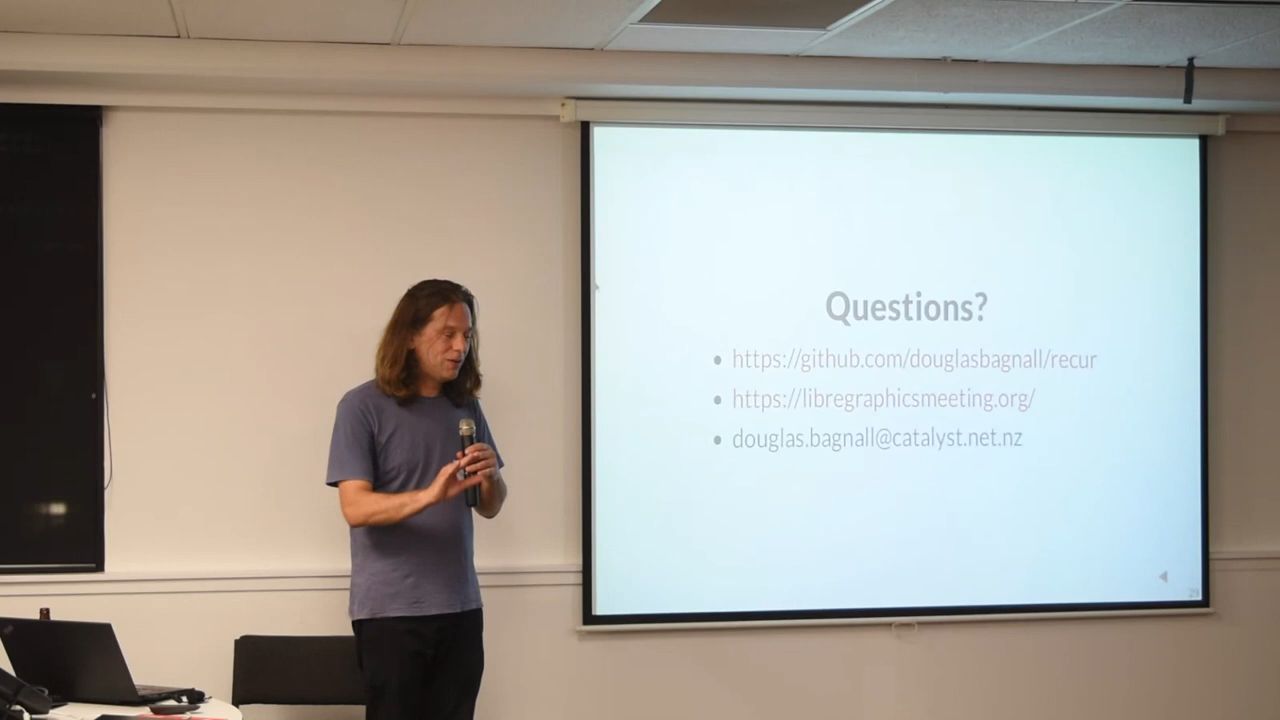 Questions?
https://github.com/douglasbagnall/recur
https://libregraphicsmeeting.org/
douglas.bagnall@catalyst.net.nz